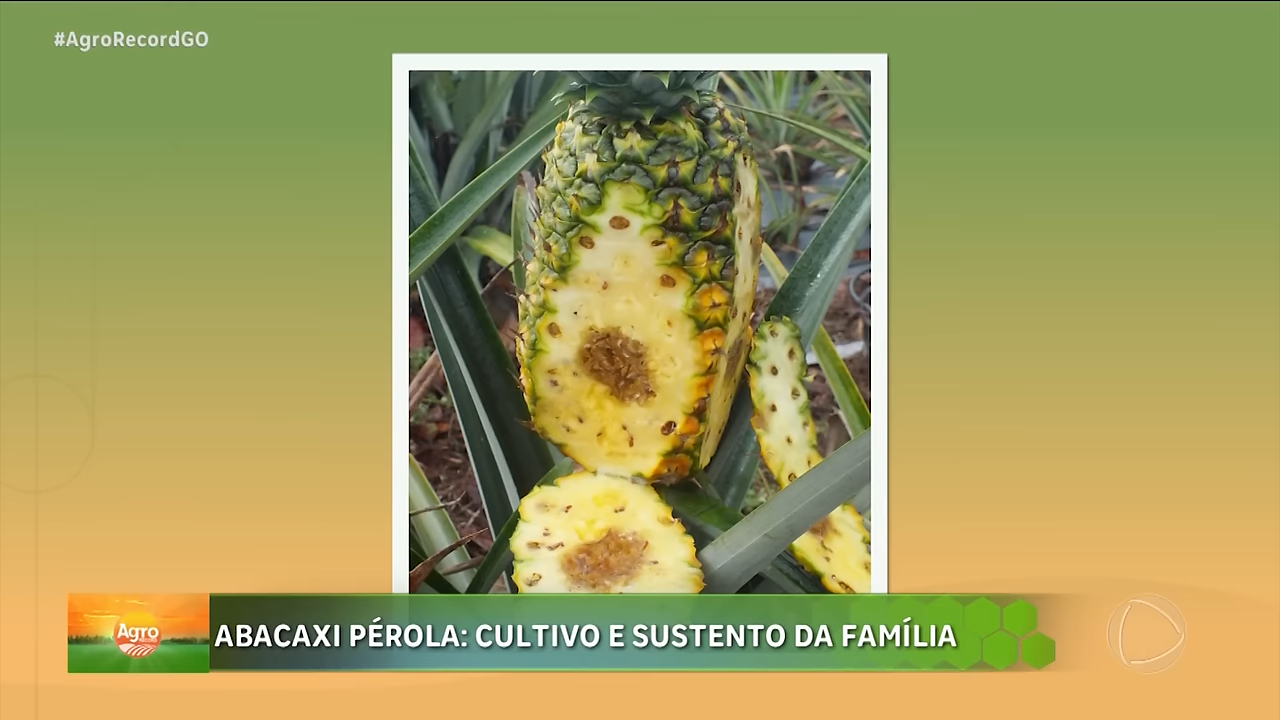 #AgroRecordGO
Agro
ABACAXI PÉROLA: CULTIVO E SUSTENTO DA FAMÍLIA